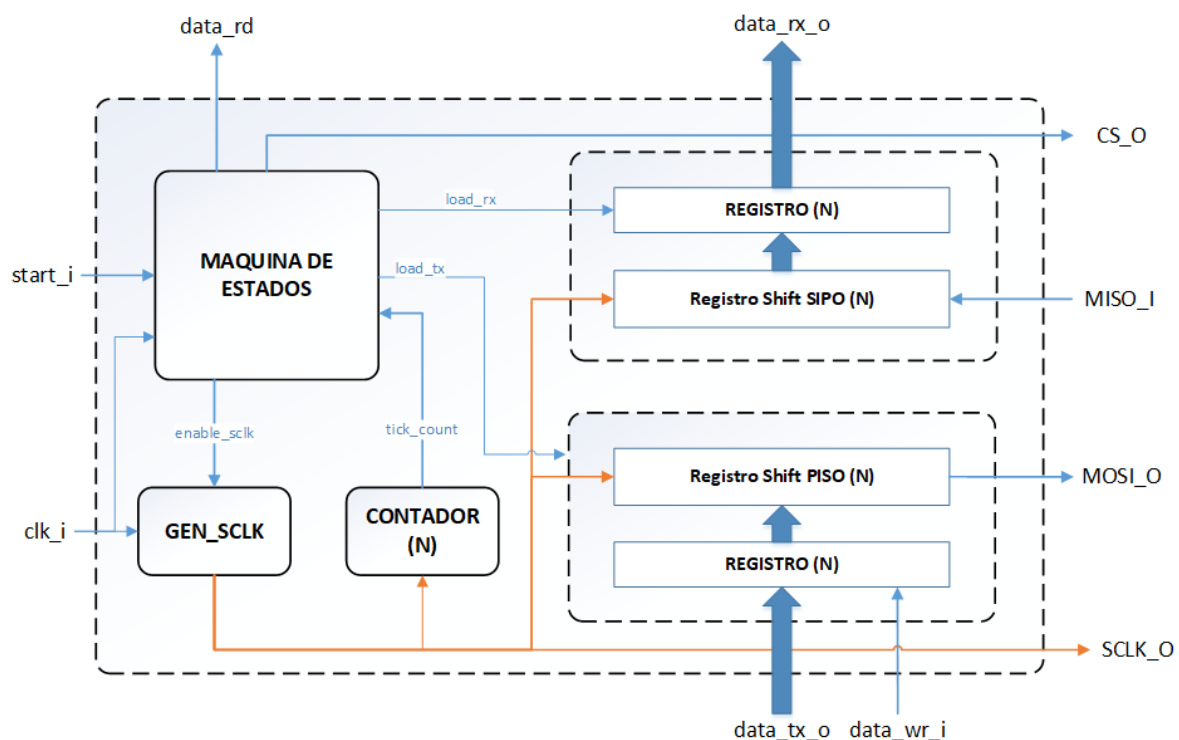 data_rd
data_rx_o
CS_O
load_rx
REGISTRO (N)
MAQUINA DE
ESTADOS
start_i
load_tx
Registro Shift SIPO (N)
MISO_I
enable_sclk
tick_count
Registro Shift PISO (N)
MOSI_O
clk_i
GEN_SCLK
CONTADOR
(N)
REGISTRO (N)
SCLK_O
data_tx_o
data_wr_i